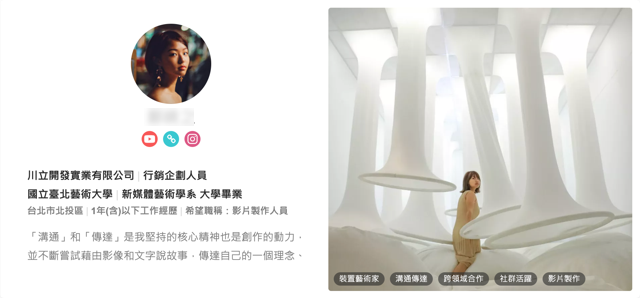 川立開發實業有限公司 | 行銷企劃人員
國立臺北藝術大學 | 新媒體藝術學系 大學畢業
台北市北投區 | 1年(含)以下工作經歷 | 希望職稱：影片製作人員
「溝通」和「傳達」是我堅持的核心精神也是創作的動力，
並不斷嘗試藉由影像和文字說故事，傳達自己的一個理念、
裝置藝術家 溝通傳達 跨領域合作 社群活躍 影片製作